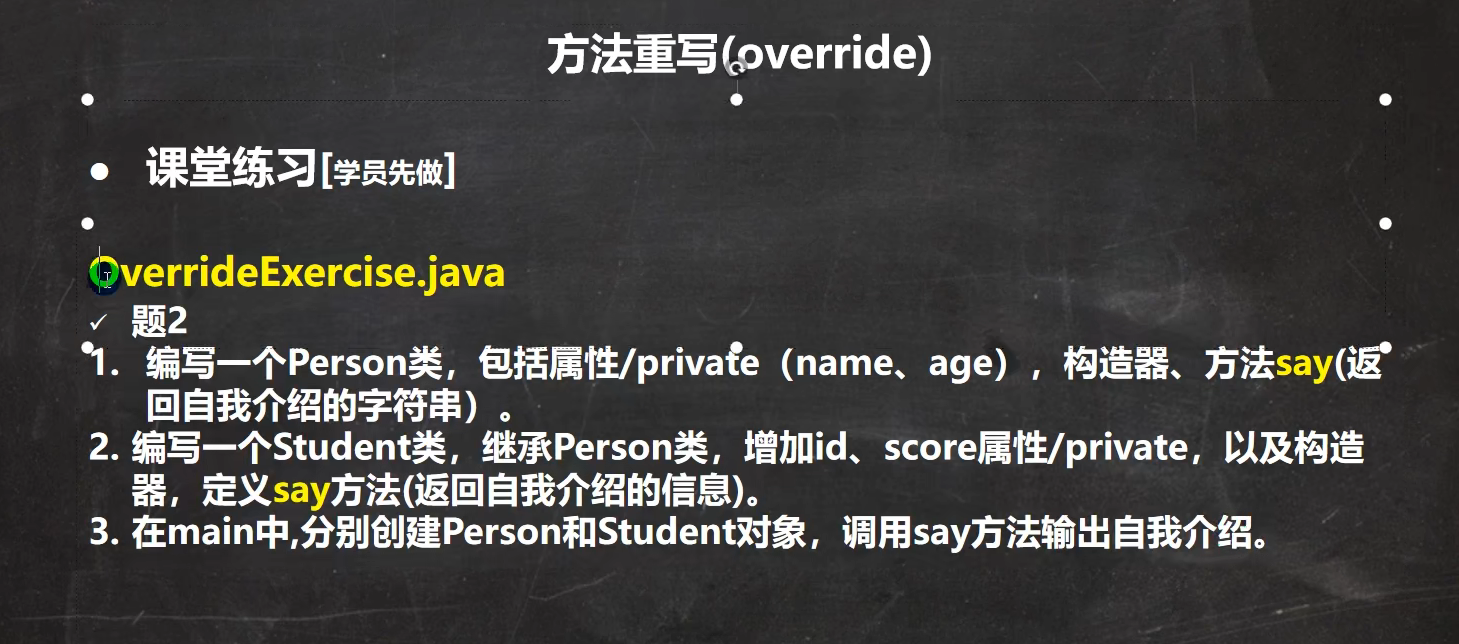 方法重写(override)
课堂练习[学员先做]
OverrideExercise.java
题2
1. 编写一个Person类，包括属性/private（name、age），构造器、方法say(返
回自我介绍的字符串）。
2. 编写一个Student类，继承Person类，增加id、score属性/private，以及构造
器，定义say方法(返回自我介绍的信息)。
3. 在main中,分别创建Person和Student对象，调用say方法输出自我介绍。